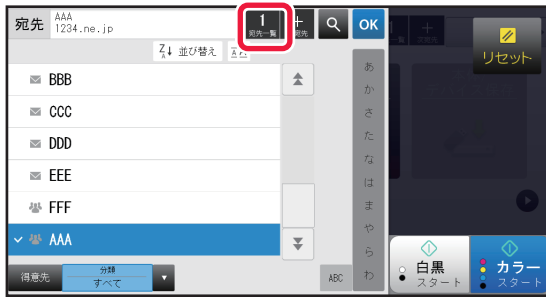 宛先 AAA
1234.ne.jp
1
宛先一覧
+
宛先
OK
リセット
Z↓A 並び替え
BBB
CCC
DDD
EEE
FFF
AAA
あ
か
さ
た
な
は
ま
や
ら
わ
得意先
分類
すべて
ABC
白黒
スタート
カラー
スタート